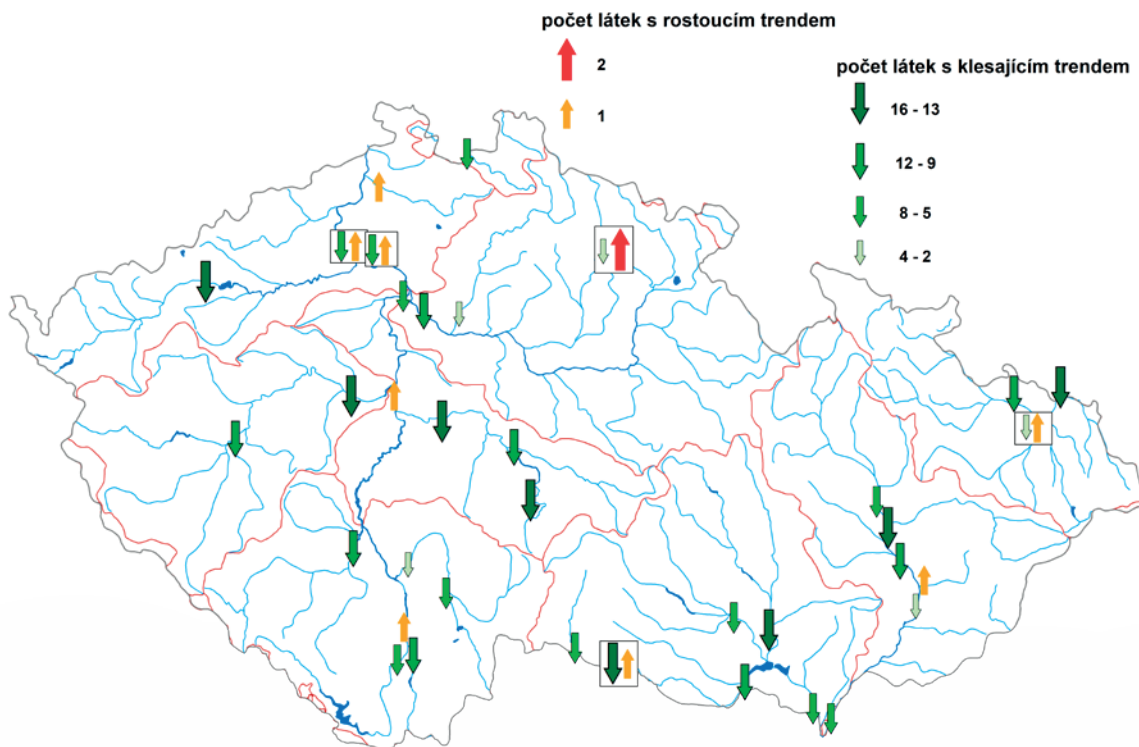 počet látek s rostoucím trendem
2
1
počet látek s klesajícím trendem
16 - 13
12 - 9
8 - 5
4 - 2